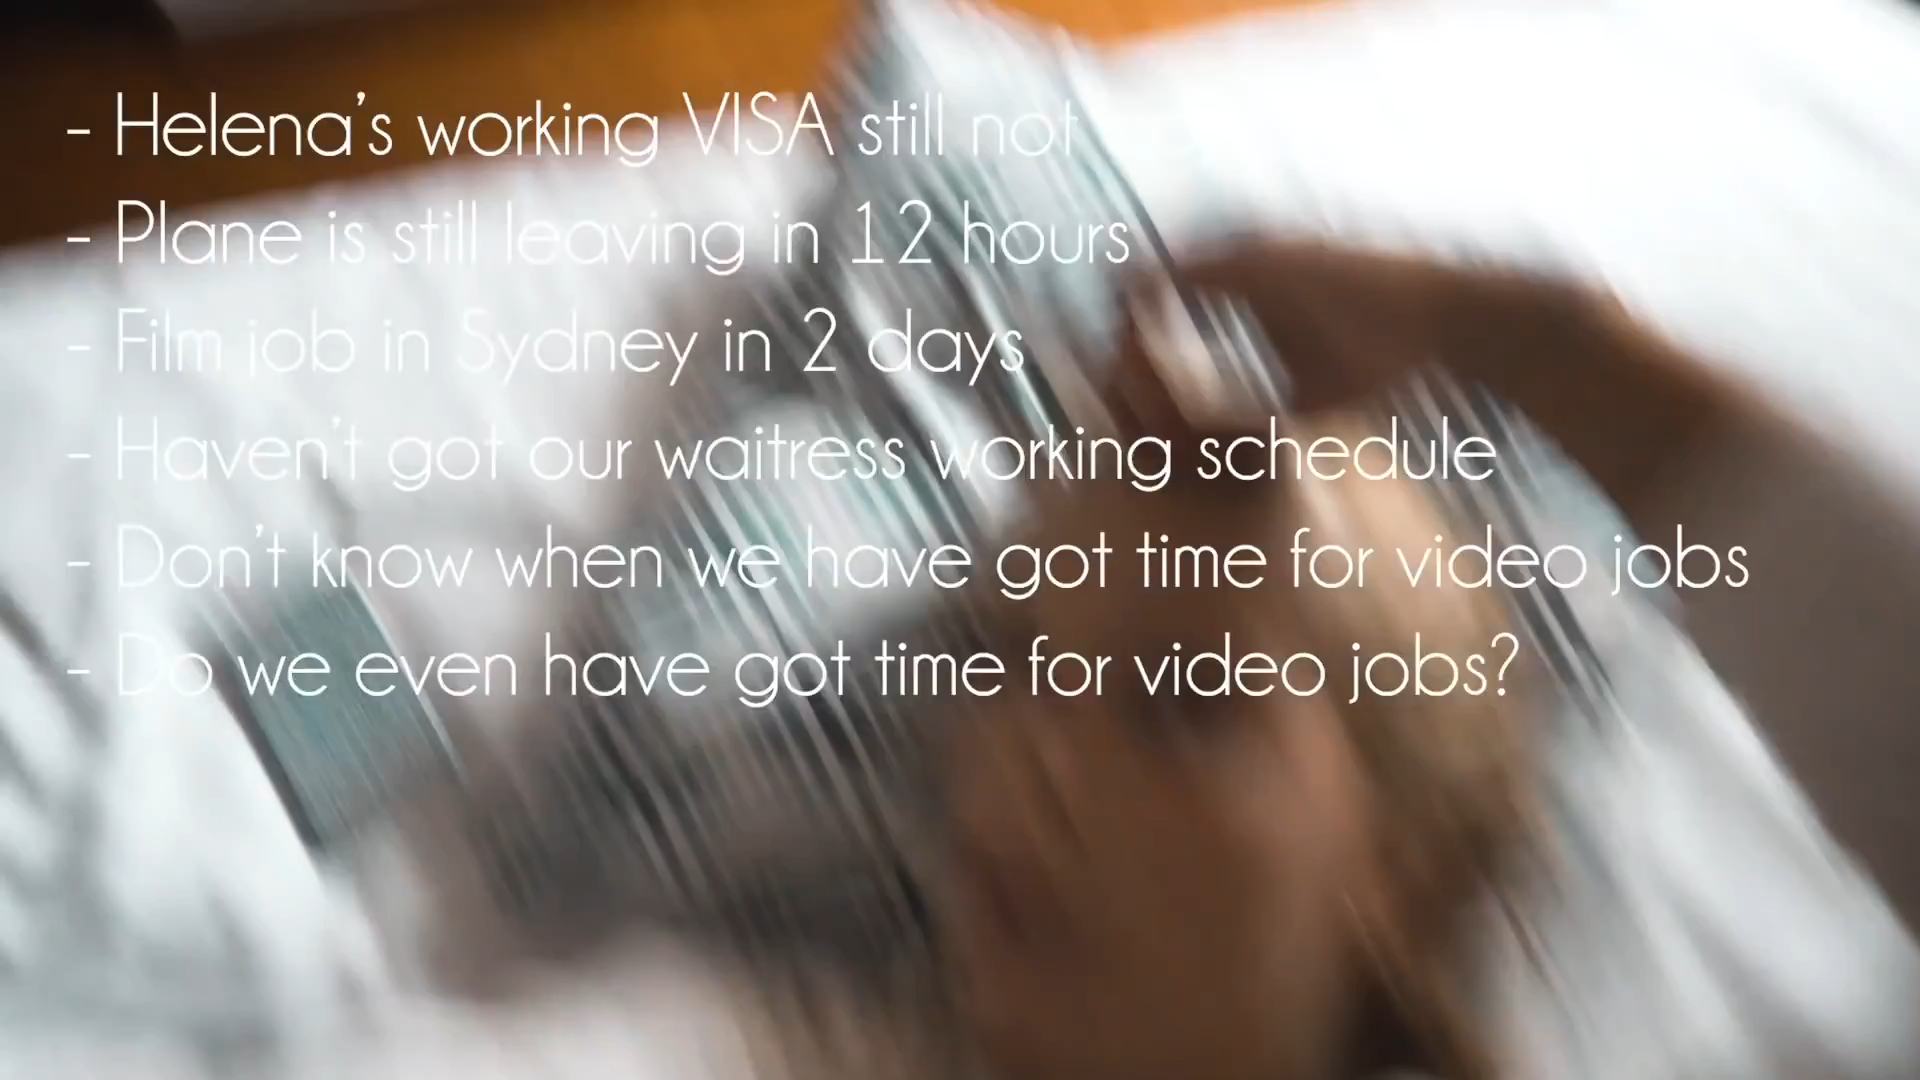 - Helena's working VISA still not
- Plane is still leaving in 12 hours
- Film job in Sydney in 2 days
- Haven't got our waitress working schedule
- Don't know when we have got time for video jobs
- Do we even have got time for video jobs?